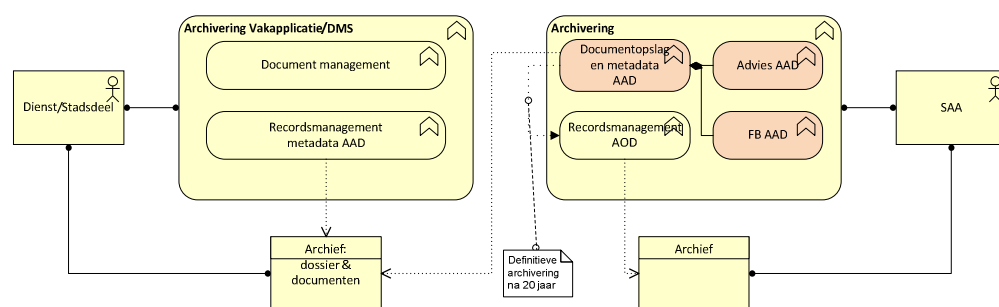 Archivering Vakapplicatie/DMS
Document management
Recordsmanagement
metadata AAD
Dienst/Stadsdeel
Archivering
Documentopslag
en metadata
AAD
Advies AAD
Recordsmanagement
AOD
FB AAD
SAA
Archief:
dossier &
documenten
Definitieve
archivering
na 20 jaar
Archief